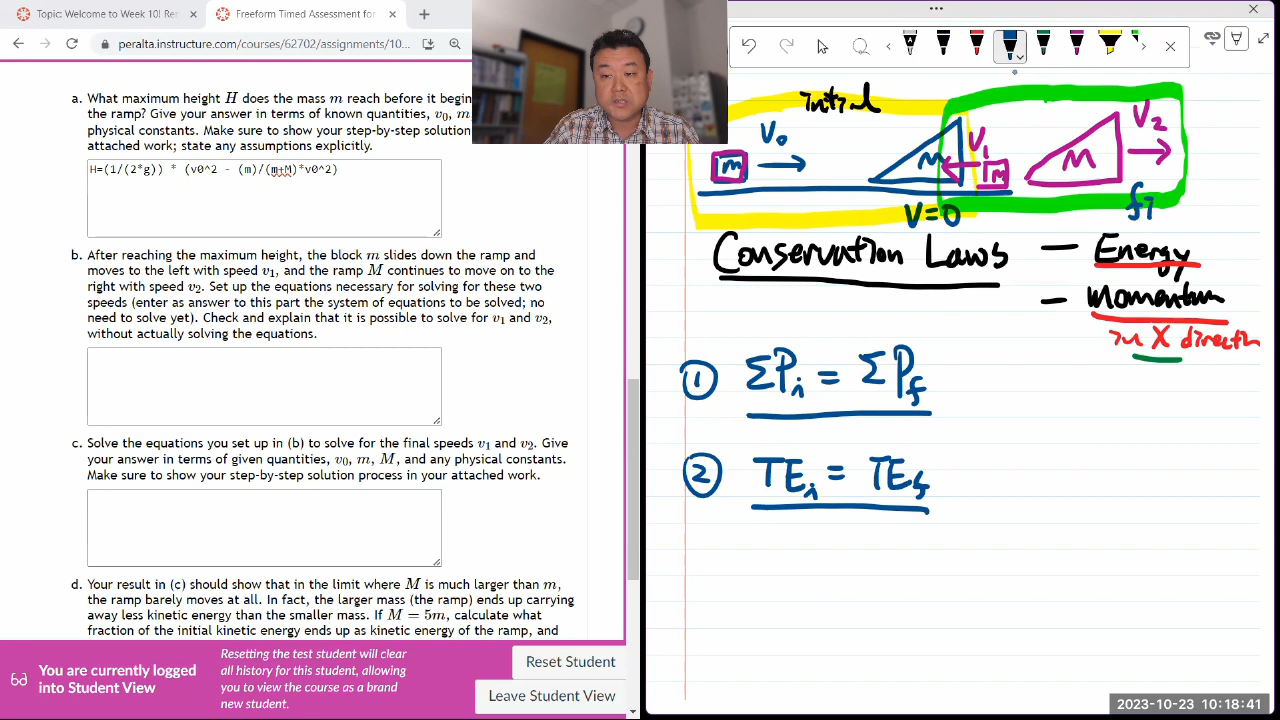 Topic: Welcome to Week 10! Re
Freeform Timed Assessment for
peralta.instructure.com/courses/62702/assignments/10...
a. What maximum height H does the mass m reach before it begin
the ramp? Give your answer in terms of known quantities, v0, m
physical constants. Make sure to show your step-by-step solution
attached work; state any assumptions explicitly.
H=(1/(2*g)) * (v0^2 - (m)/(m+M)*v0^2)
b. After reaching the maximum height, the block m slides down the ramp and
moves to the left with speed v1, and the ramp M continues to move on to the
right with speed v2. Set up the equations necessary for solving for these two
speeds (enter as answer to this part the system of equations to be solved; no
need to solve yet). Check and explain that it is possible to solve for v1 and v2,
without actually solving the equations.
c. Solve the equations you set up in (b) to solve for the final speeds v1 and v2. Give
your answer in terms of given quantities, v0, m, M, and any physical constants.
Make sure to show your step-by-step solution process in your attached work.
d. Your result in (c) should show that in the limit where M is much larger than m,
the ramp barely moves at all. In fact, the larger mass (the ramp) ends up carrying
away less kinetic energy than the smaller mass. If M = 5m, calculate what
fraction of the initial kinetic energy ends up as kinetic energy of the ramp, and
You are currently logged
into Student View
Resetting the test student will clear
all history for this student, allowing
you to view the course as a brand
new student.
Reset Student
Leave Student View
initial
m V0 M V1 m M V2
V=0
Conservation Laws — Energy
— Momentum
in X direction
① ΣPi = ΣPf
② TEi = TEf
2023-10-23 10:18:41